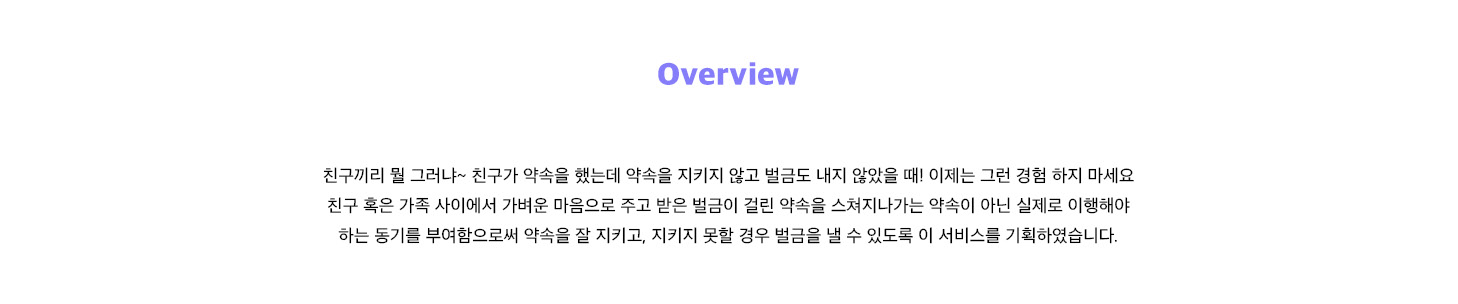 Overview
친구끼리 뭘 그러냐~ 친구가 약속을 했는데 약속을 지키지 않고 벌금도 내지 않았을 때! 이제는 그런 경험 하지 마세요
친구 혹은 가족 사이에서 가벼운 마음으로 주고 받은 벌금이 걸린 약속을 스쳐지나가는 약속이 아닌 실제로 이행해야
하는 동기를 부여함으로써 약속을 잘 지키고, 지키지 못할 경우 벌금을 낼 수 있도록 이 서비스를 기획하였습니다.